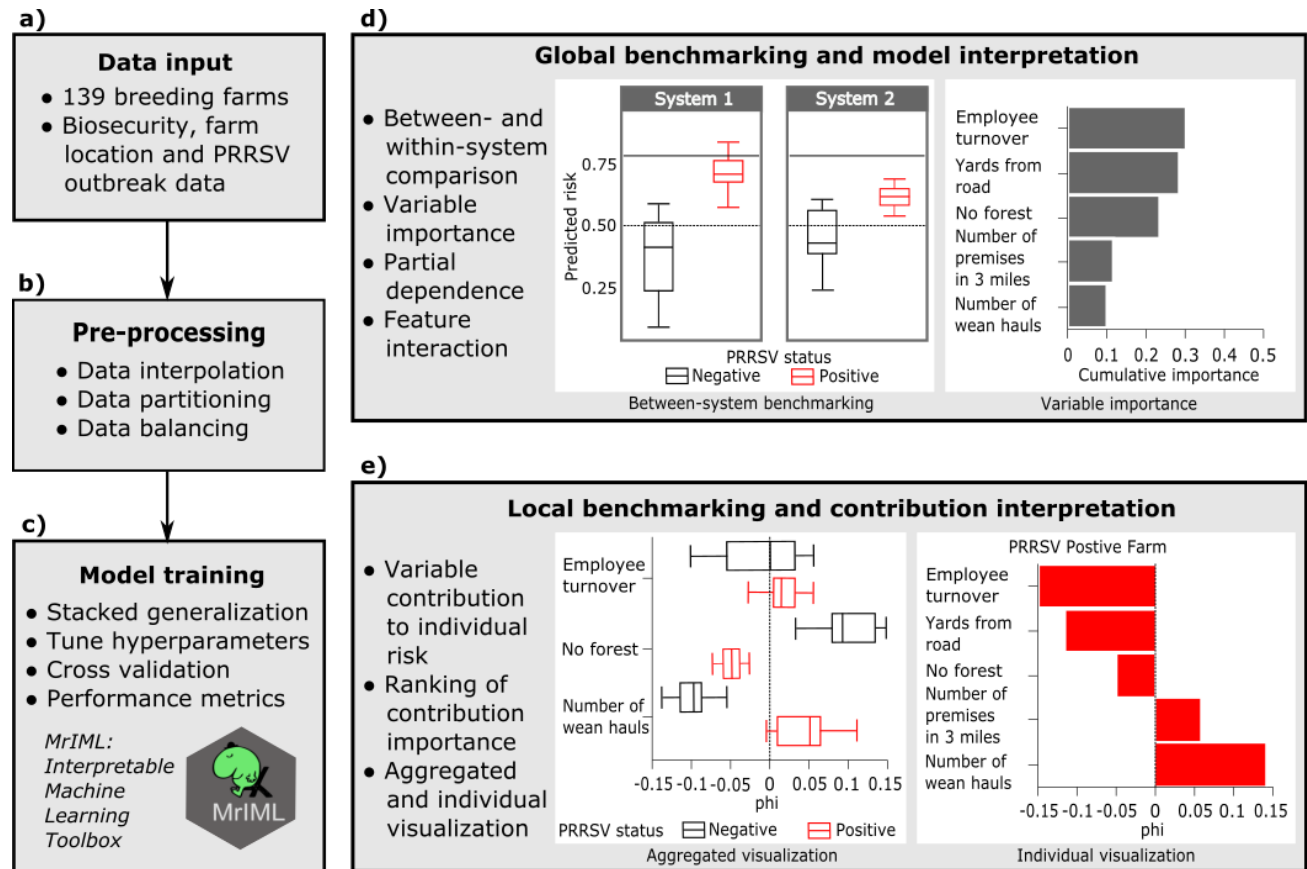 a)
Data input
● 139 breeding farms
● Biosecurity, farm
location and PRRSV
outbreak data
b)
Pre-processing
● Data interpolation
● Data partitioning
● Data balancing
c)
Model training
● Stacked generalization
● Tune hyperparameters
● Cross validation
● Performance metrics
MrIML:
Interpretable
Machine
Learning
Toolbox
MrIML
d)
Global benchmarking and model interpretation
● Between- and
within-system
comparison
● Variable
importance
● Partial
dependence
● Feature
interaction
System 1
System 2
Predicted risk
0.75
0.50
0.25
PRRSV status
Negative
Positive
Between-system benchmarking
Employee
turnover
Yards from
road
No forest
Number of
premises
in 3 miles
Number of
wean hauls
0 0.1 0.2 0.3 0.4 0.5
Cumulative importance
Variable importance
e)
Local benchmarking and contribution interpretation
● Variable
contribution
to individual
risk
● Ranking of
contribution
importance
● Aggregated
and individual
visualization
Employee
turnover
No forest
Number of
wean hauls
-0.15 -0.1 -0.05 0 0.05 0.1 0.15
phi
PRRSV status Negative Positive
Aggregated visualization
PRRSV Postive Farm
Employee
turnover
Yards from
road
No forest
Number of
premises
in 3 miles
Number of
wean hauls
-0.15 -0.1 -0.05 0 0.05 0.1 0.15
phi
Individual visualization